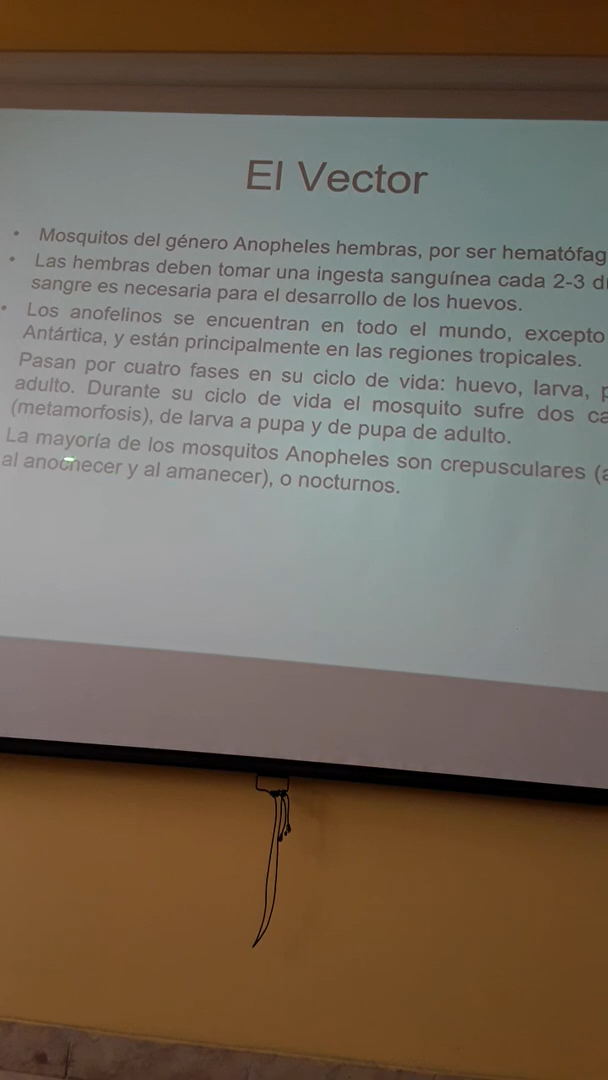 El Vector
• Mosquitos del género Anopheles hembras, por ser hematófag
• Las hembras deben tomar una ingesta sanguínea cada 2-3 d
sangre es necesaria para el desarrollo de los huevos.
• Los anofelinos se encuentran en todo el mundo, excepto
Antártica, y están principalmente en las regiones tropicales.
Pasan por cuatro fases en su ciclo de vida: huevo, larva, p
adulto. Durante su ciclo de vida el mosquito sufre dos ca
(metamorfosis), de larva a pupa y de pupa de adulto.
La mayoría de los mosquitos Anopheles son crepusculares (a
al anochecer y al amanecer), o nocturnos.